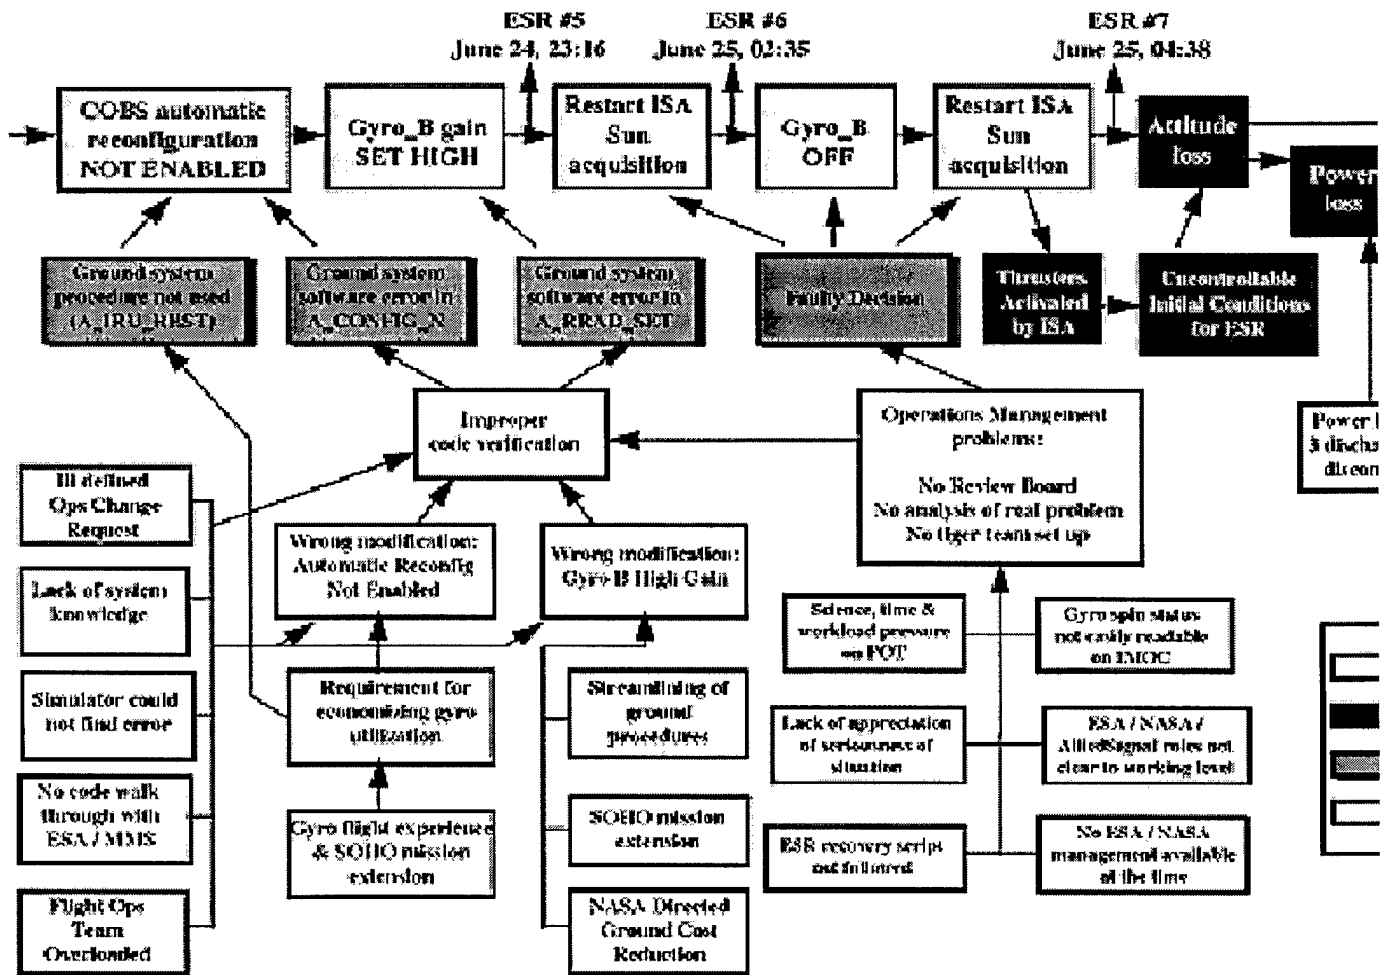 ESR #5
June 24, 23:16
ESR #6
June 25, 02:35
ESR #7
June 25, 04:38
COBS automatic
reconfiguration
NOT ENABLED
Gyro_B gain
SET HIGH
Restart ISA
Sun
acquisition
Gyro_B
OFF
Restart ISA
Sun
acquisition
Attitude
loss
Power
loss
Ground system
procedure not used
(A_IRU_REST)
Ground system
software error in
A_CONFIG_N
Ground system
software error in
A_RRAD_SET
Faulty Decision
Thrusters
Activated
by ISA
Uncontrollable
Initial Conditions
for ESR
Improper
code verification
Operations Management
problems:
No Review Board
No analysis of real problem
No tiger team set up
Power
3 discha
discon
Ill defined
Ops Change
Request
Wrong modification:
Automatic Reconfig
Not Enabled
Wrong modification:
Gyro B High Gain
Lack of system
knowledge
Science, time &
workload pressure
on FOT
Gyro spin status
not easily readable
on IMOC
Simulator could
not find error
Requirement for
economizing gyro
utilization
Streamlining of
ground
procedures
Lack of appreciation
of seriousness of
situation
ESA / NASA /
AlliedSignal roles not
clear to working level
No code walk
through with
ESA / MMS
Gyro flight experience
& SOHO mission
extension
SOHO mission
extension
ESR recovery script
not followed
No ESA / NASA
management available
at the time
Flight Ops
Team
Overloaded
NASA Directed
Ground Cost
Reduction